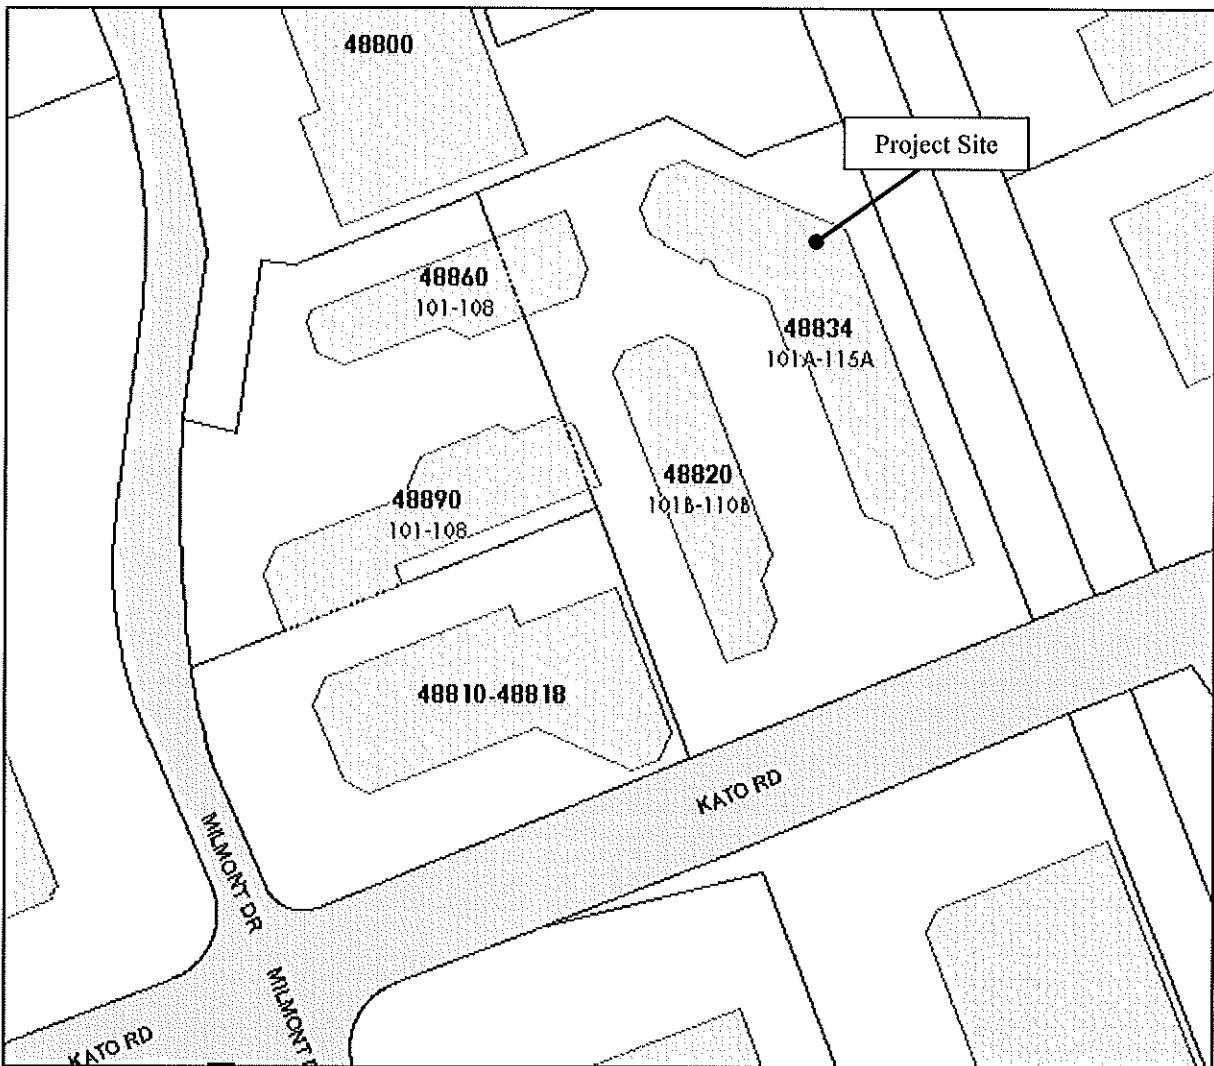 48800
Project Site
48860
101-108
48834
101A-115A
48820
101B-110B
48890
101-108
48810-48818
KATO RD
MILMONT DR
MILMONT
KATO RD